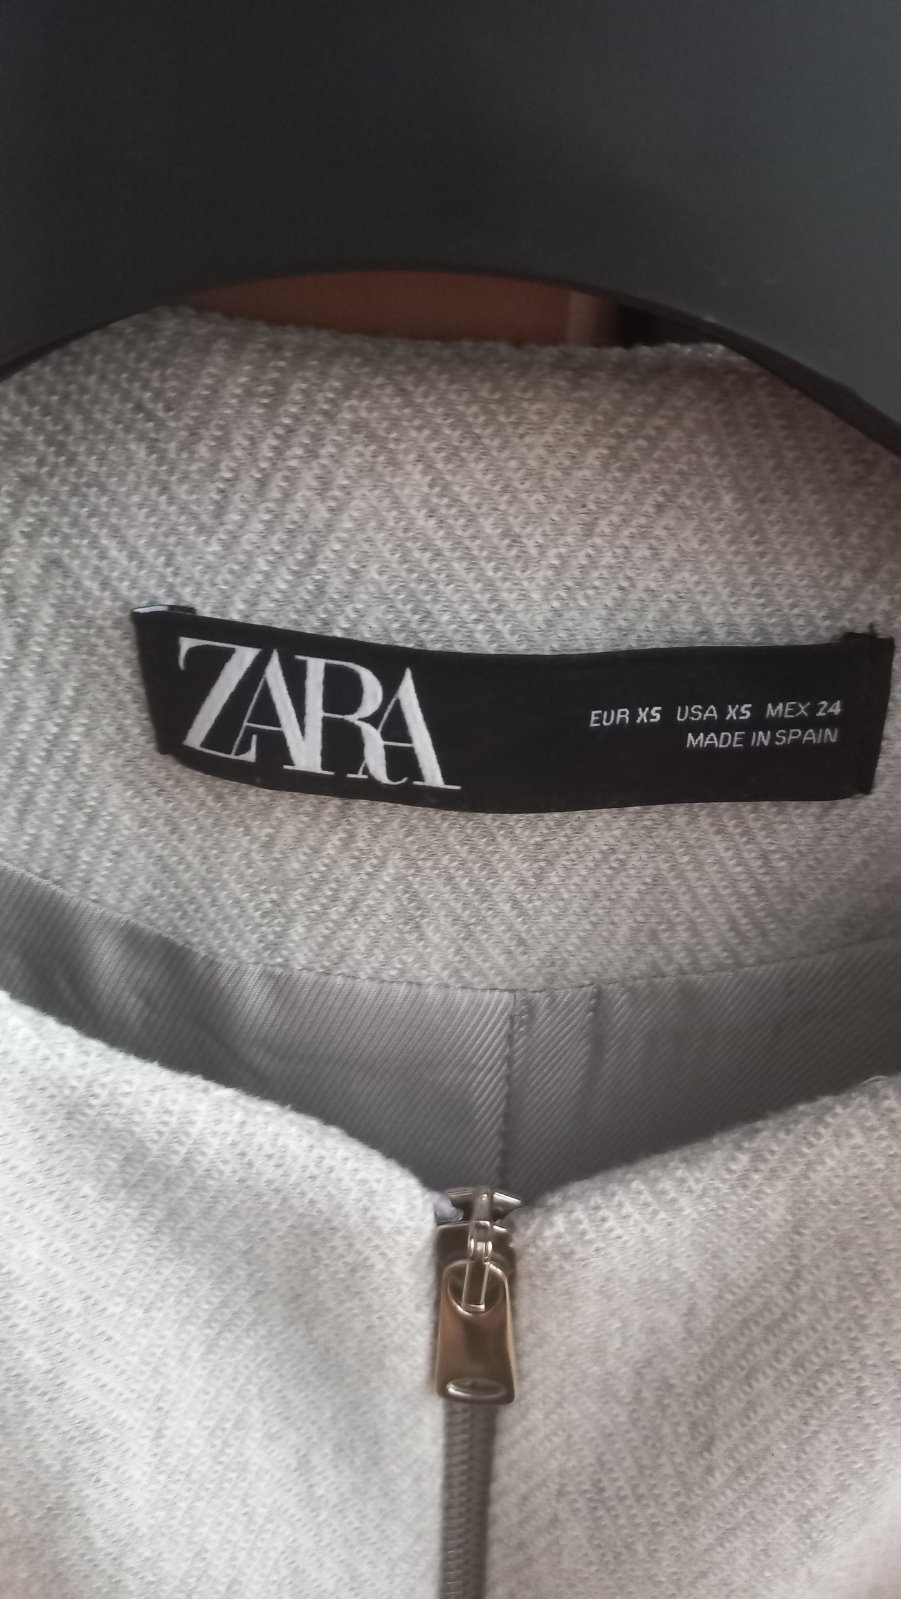 ZARA
EUR XS USA XS MEX 24
MADE IN SPAIN